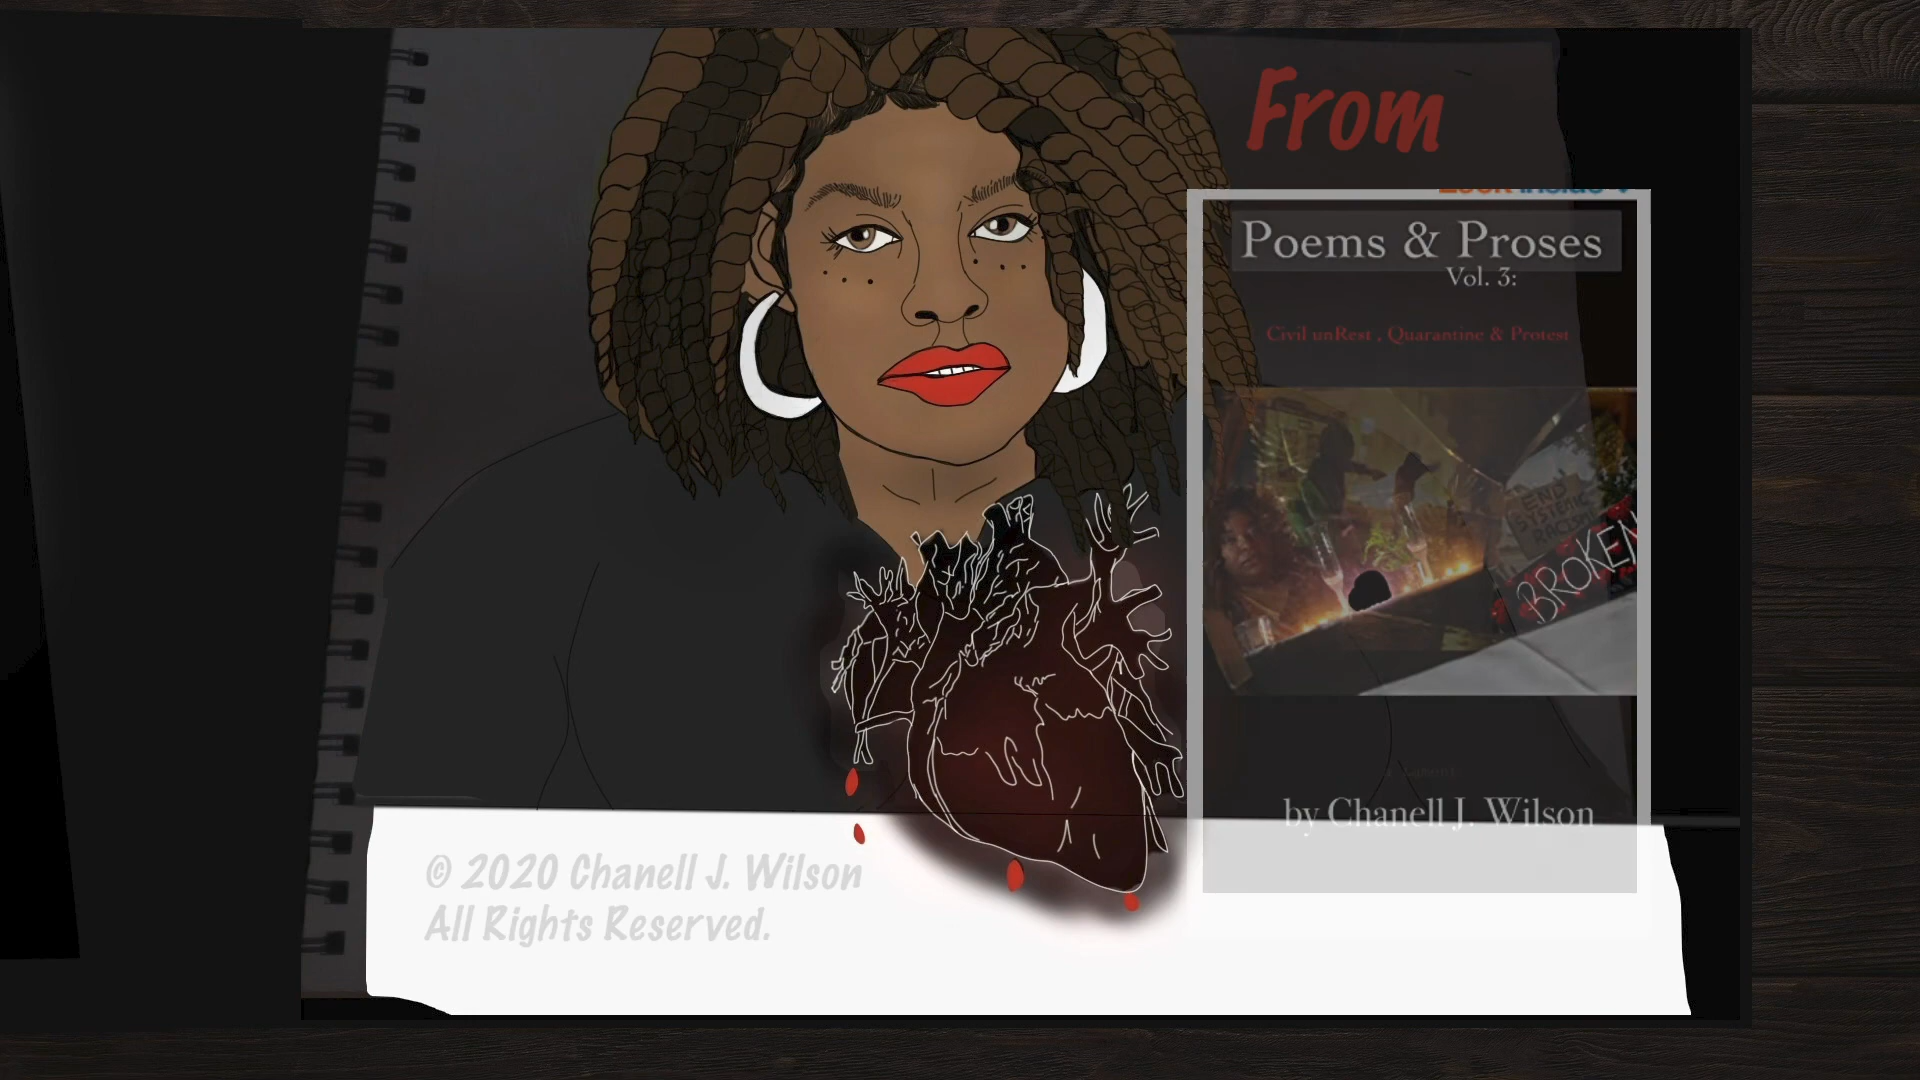 From
Poems & Proses
Vol. 3:
Civil unRest , Quarantine & Protest
END
SYSTEMIC
RACISM
BROKEN
by Chanell J. Wilson
© 2020 Chanell J. Wilson
All Rights Reserved.